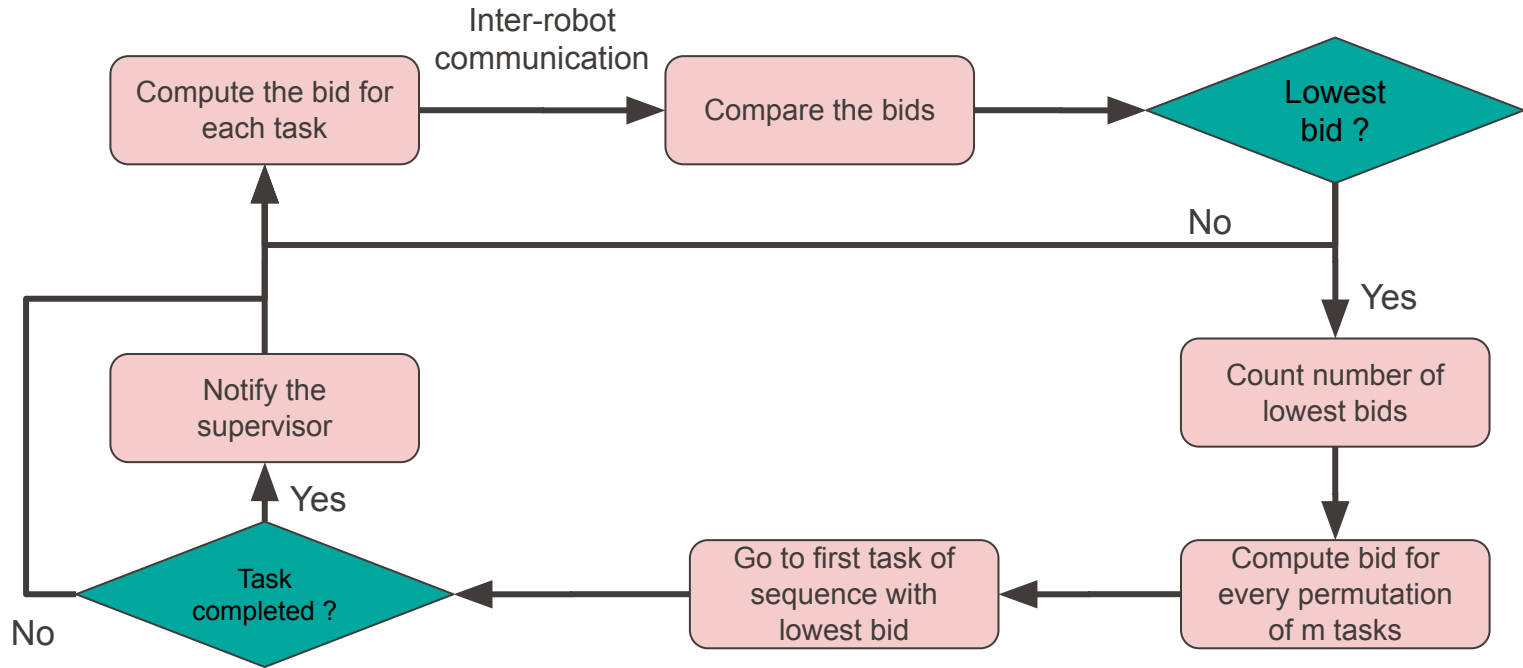 Inter-robot
communication
Compute the bid for
each task
Compare the bids
Lowest
bid ?
No
Yes
Count number of
lowest bids
Notify the
supervisor
Yes
Compute bid for
every permutation
of m tasks
Go to first task of
sequence with
lowest bid
Task
completed ?
No